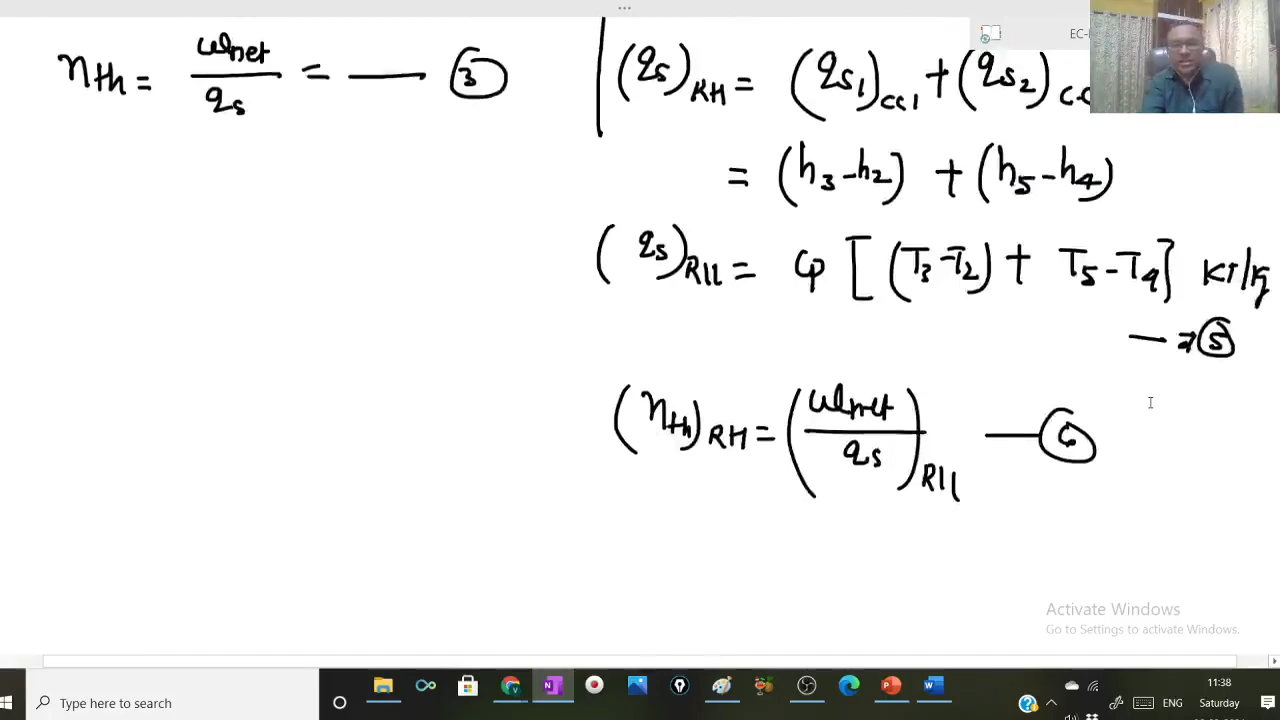 ...
EC-
ηth = wnet / qs = —— 3
(qs)RH = (qs1)CC1 + (qs2)C.C
= (h3-h2) + (h5-h4)
(qs)RH = Cp [(T3-T2) + T5-T4] KJ/kg
→ 5
(ηth)RH = (wnet / qs)RH —— 6
Activate Windows
Go to Settings to activate Windows.
Type here to search
11:38
ENG
Saturday